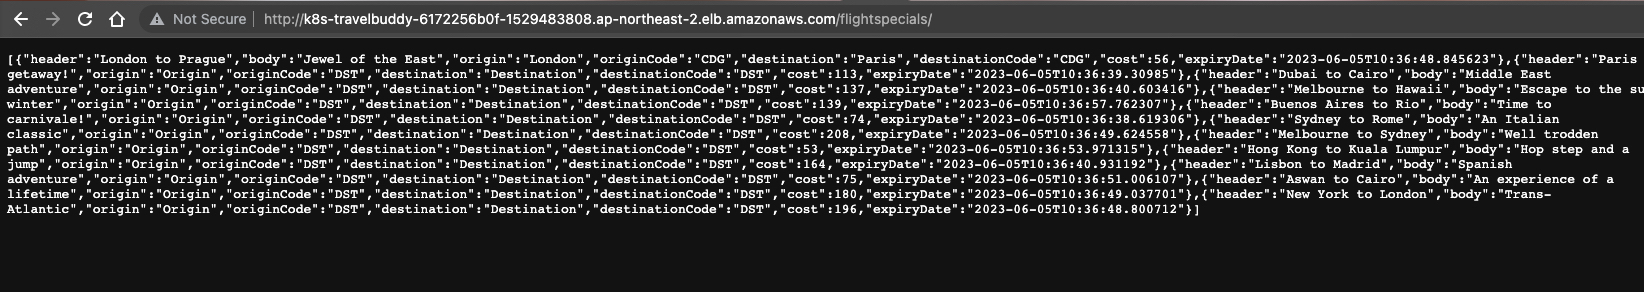 Not Secure | http://k8s-travelbuddy-6172256b0f-1529483808.ap-northeast-2.elb.amazonaws.com/flightspecials/
[{"header":"London to Prague","body":"Jewel of the East","origin":"London","originCode":"CDG","destination":"Paris","destinationCode":"CDG","cost":56,"expiryDate":"2023-06-05T10:36:48.845623"},{"header":"Paris
getaway!","origin":"Origin","originCode":"DST","destination":"Destination","destinationCode":"DST","cost":113,"expiryDate":"2023-06-05T10:36:39.30985"},{"header":"Dubai to Cairo","body":"Middle East
adventure","origin":"Origin","originCode":"DST","destination":"Destination","destinationCode":"DST","cost":137,"expiryDate":"2023-06-05T10:36:40.603416"},{"header":"Melbourne to Hawaii","body":"Escape to the su
winter","origin":"Origin","originCode":"DST","destination":"Destination","destinationCode":"DST","cost":139,"expiryDate":"2023-06-05T10:36:57.762307"},{"header":"Buenos Aires to Rio","body":"Time to
carnivale!","origin":"Origin","originCode":"DST","destination":"Destination","destinationCode":"DST","cost":74,"expiryDate":"2023-06-05T10:36:38.619306"},{"header":"Sydney to Rome","body":"An Italian
classic","origin":"Origin","originCode":"DST","destination":"Destination","destinationCode":"DST","cost":208,"expiryDate":"2023-06-05T10:36:49.624558"},{"header":"Melbourne to Sydney","body":"Well trodden
path","origin":"Origin","originCode":"DST","destination":"Destination","destinationCode":"DST","cost":53,"expiryDate":"2023-06-05T10:36:53.971315"},{"header":"Hong Kong to Kuala Lumpur","body":"Hop step and a
jump","origin":"Origin","originCode":"DST","destination":"Destination","destinationCode":"DST","cost":164,"expiryDate":"2023-06-05T10:36:40.931192"},{"header":"Lisbon to Madrid","body":"Spanish
adventure","origin":"Origin","originCode":"DST","destination":"Destination","destinationCode":"DST","cost":75,"expiryDate":"2023-06-05T10:36:51.006107"},{"header":"Aswan to Cairo","body":"An experience of a
lifetime","origin":"Origin","originCode":"DST","destination":"Destination","destinationCode":"DST","cost":180,"expiryDate":"2023-06-05T10:36:49.037701"},{"header":"New York to London","body":"Trans-
Atlantic","origin":"Origin","originCode":"DST","destination":"Destination","destinationCode":"DST","cost":196,"expiryDate":"2023-06-05T10:36:48.800712"}]